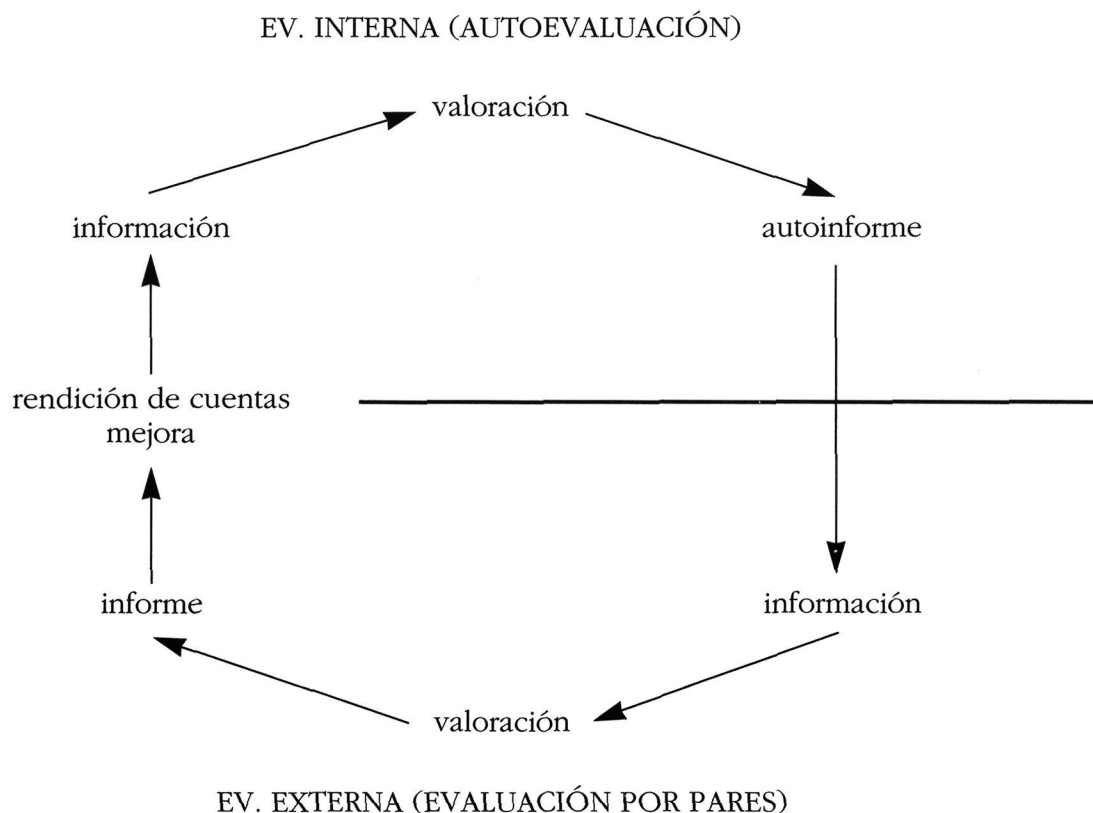 EV. INTERNA (AUTOEVALUACIÓN)
valoración
información
autoinforme
rendición de cuentas
mejora
informe
información
valoración
EV. EXTERNA (EVALUACIÓN POR PARES)